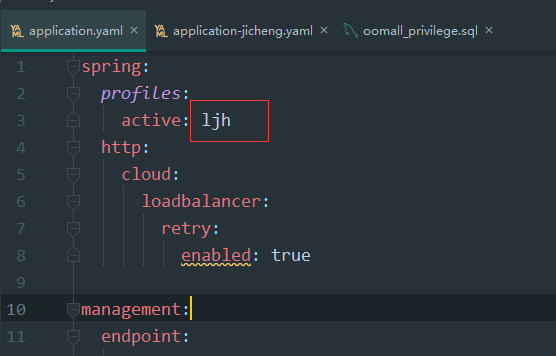 application.yaml × application-jicheng.yaml × oomall_privilege.sql ×
1 spring:
2 profiles:
3 active: ljh
4 http:
5 cloud:
6 loadbalancer:
7 retry:
8 enabled: true
9
10 management:
11 endpoint: